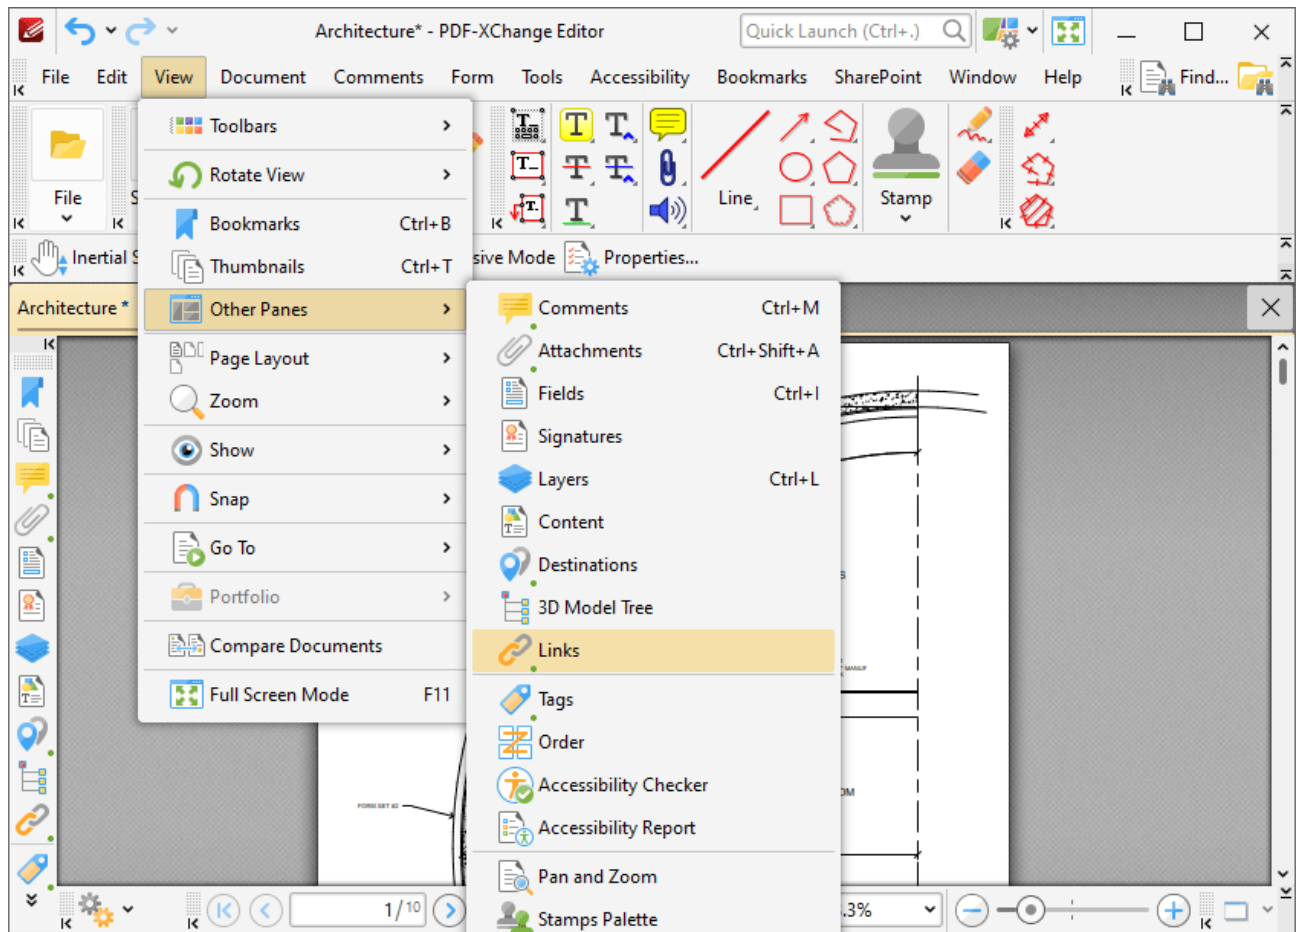 Architecture* - PDF-XChange Editor
Quick Launch (Ctrl+.)
File Edit View Document Comments Form Tools Accessibility Bookmarks SharePoint Window Help Find...
File
Line
Stamp
Inertial
Mode Properties...
Architecture *
Toolbars
Rotate View
Bookmarks Ctrl+B
Thumbnails Ctrl+T
Other Panes
Page Layout
Zoom
Show
Snap
Go To
Portfolio
Compare Documents
Full Screen Mode F11
Comments Ctrl+M
Attachments Ctrl+Shift+A
Fields Ctrl+I
Signatures
Layers Ctrl+L
Content
Destinations
3D Model Tree
Links
Tags
Order
Accessibility Checker
Accessibility Report
Pan and Zoom
Stamps Palette
FORM SET #2
1/10
.3%